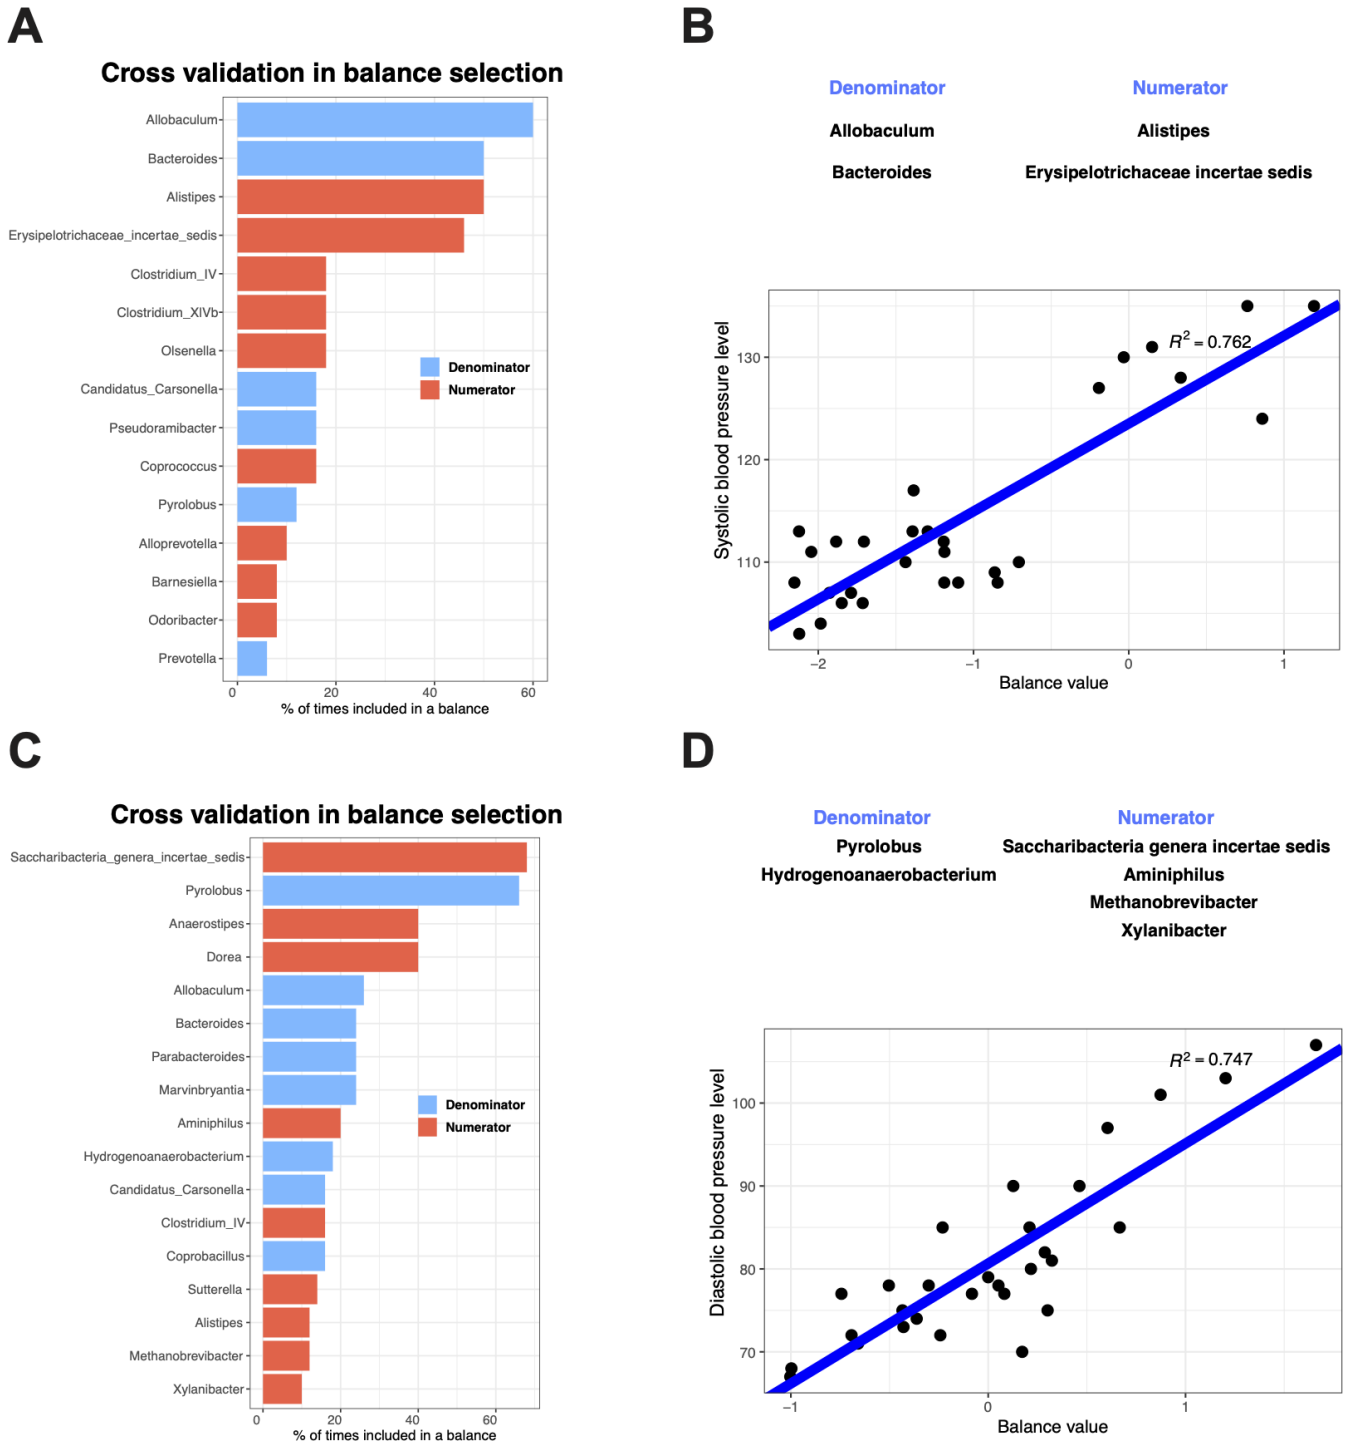 A
Cross validation in balance selection
Allobaculum
Bacteroides
Alistipes
Erysipelotrichaceae_incertae_sedis
Clostridium_IV
Clostridium_XIVb
Olsenella
Candidatus_Carsonella
Pseudoramibacter
Coprococcus
Pyrolobus
Alloprevotella
Barnesiella
Odoribacter
Prevotella
Denominator
Numerator
0 20 40 60
% of times included in a balance
B
Denominator Numerator
Allobaculum Alistipes
Bacteroides Erysipelotrichaceae incertae sedis
Systolic blood pressure level
R² = 0.762
130
120
110
−2 −1 0 1
Balance value
C
Cross validation in balance selection
Saccharibacteria_genera_incertae_sedis
Pyrolobus
Anaerostipes
Dorea
Allobaculum
Bacteroides
Parabacteroides
Marvinbryantia
Aminiphilus
Hydrogenoanaerobacterium
Candidatus_Carsonella
Clostridium_IV
Coprobacillus
Sutterella
Alistipes
Methanobrevibacter
Xylanibacter
Denominator
Numerator
0 20 40 60
% of times included in a balance
D
Denominator Numerator
Pyrolobus Saccharibacteria genera incertae sedis
Hydrogenoanaerobacterium Aminiphilus
Methanobrevibacter
Xylanibacter
Diastolic blood pressure level
R² = 0.747
100
90
80
70
−1 0 1
Balance value